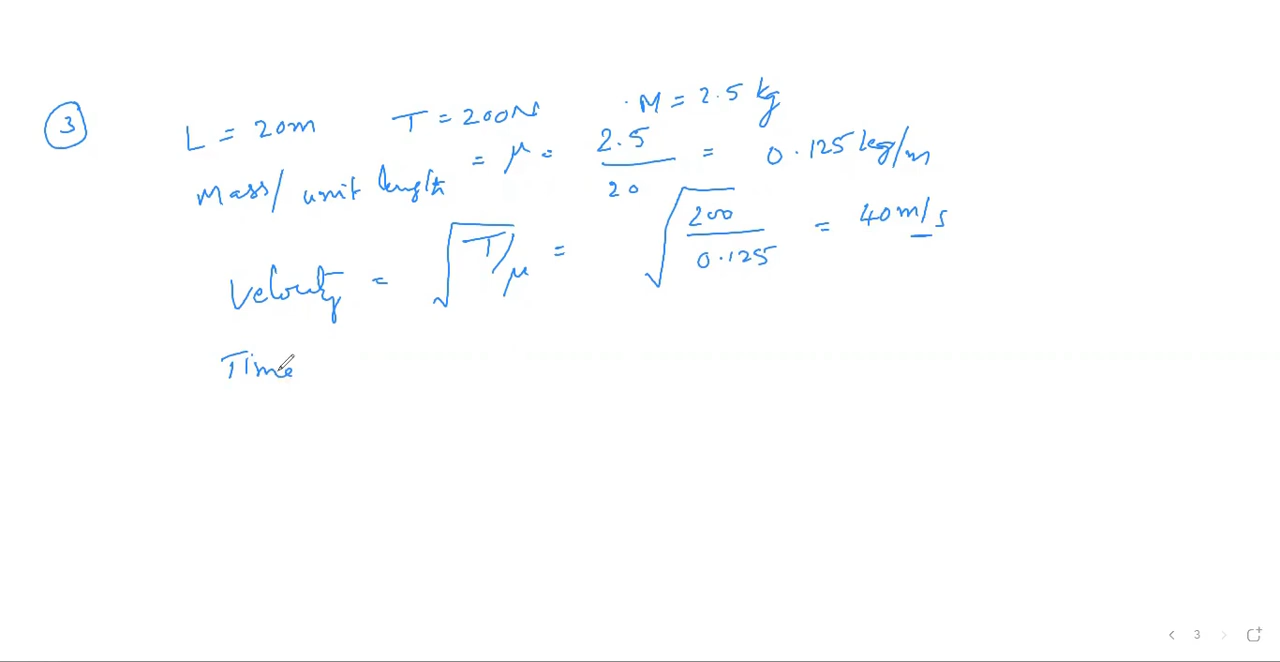 3
L = 20m T = 200N . M = 2.5 kg
Mass/ unit length = μ = 2.5/20 = 0.125 kg/m
Velocity = √T/μ = √200/0.125 = 40m/s
Time
3